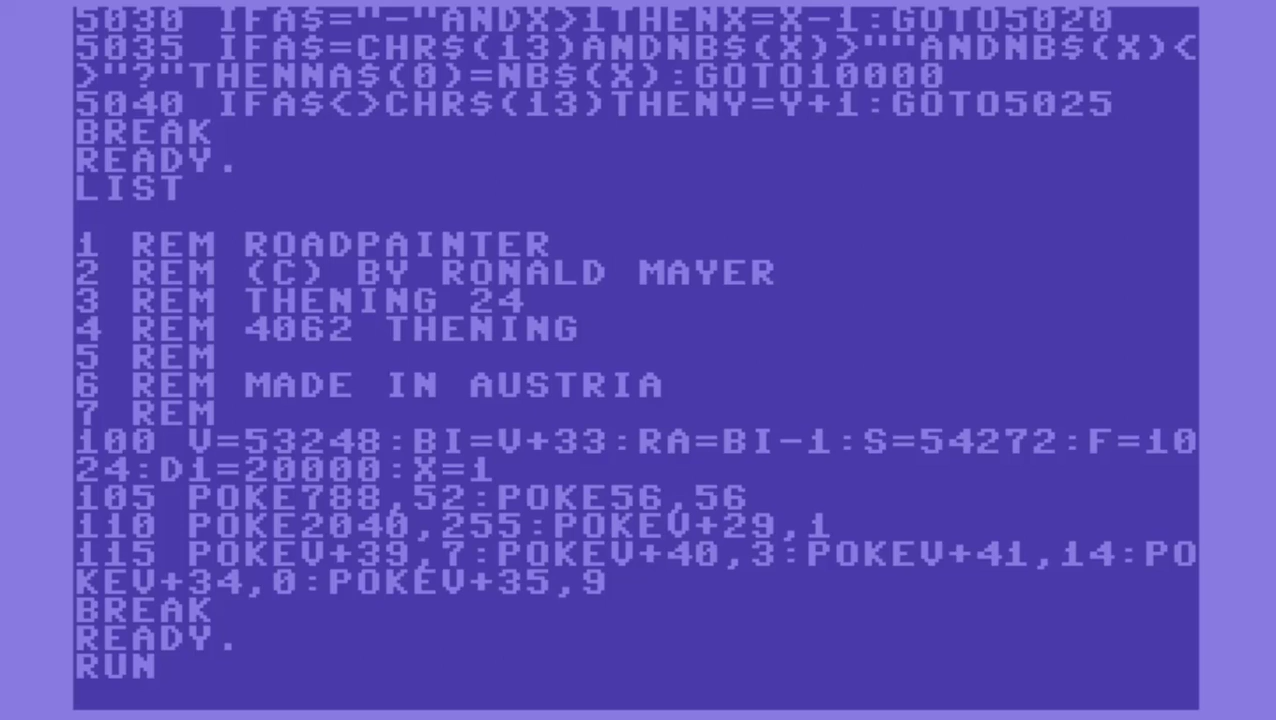 5030 IFA$="-"ANDX>1THENX=X-1:GOTO5020
5035 IFA$=CHR$(13)ANDNB$(X)>""ANDNB$(X)<
>"?"THENNA$(0)=NB$(X):GOTO10000
5040 IFA$<>CHR$(13)THENY=Y+1:GOTO5025
BREAK
READY.
LIST
1 REM ROADPAINTER
2 REM (C) BY RONALD MAYER
3 REM THENING 24
4 REM 4062 THENING
5 REM
6 REM MADE IN AUSTRIA
7 REM
100 V=53248:BI=V+33:RA=BI-1:S=54272:F=10
24:D1=20000:X=1
105 POKE788,52:POKE56,56
110 POKE2040,255:POKEV+29,1
115 POKEV+39,7:POKEV+40,3:POKEV+41,14:PO
KEV+34,0:POKEV+35,9
BREAK
READY.
RUN